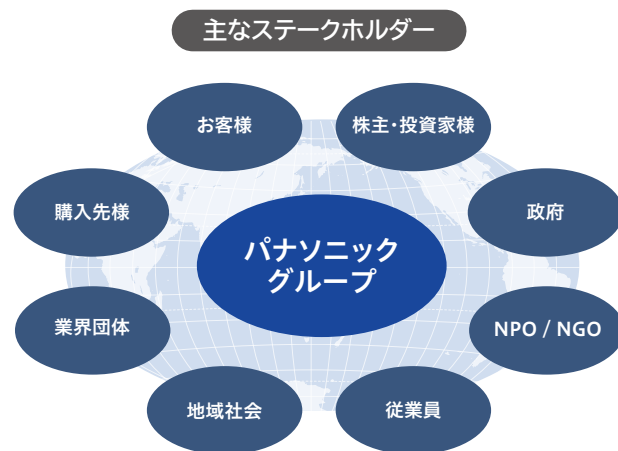 主なステークホルダー
お客様
株主・投資家様
購入先様
政府
パナソニック
グループ
業界団体
NPO / NGO
地域社会
従業員